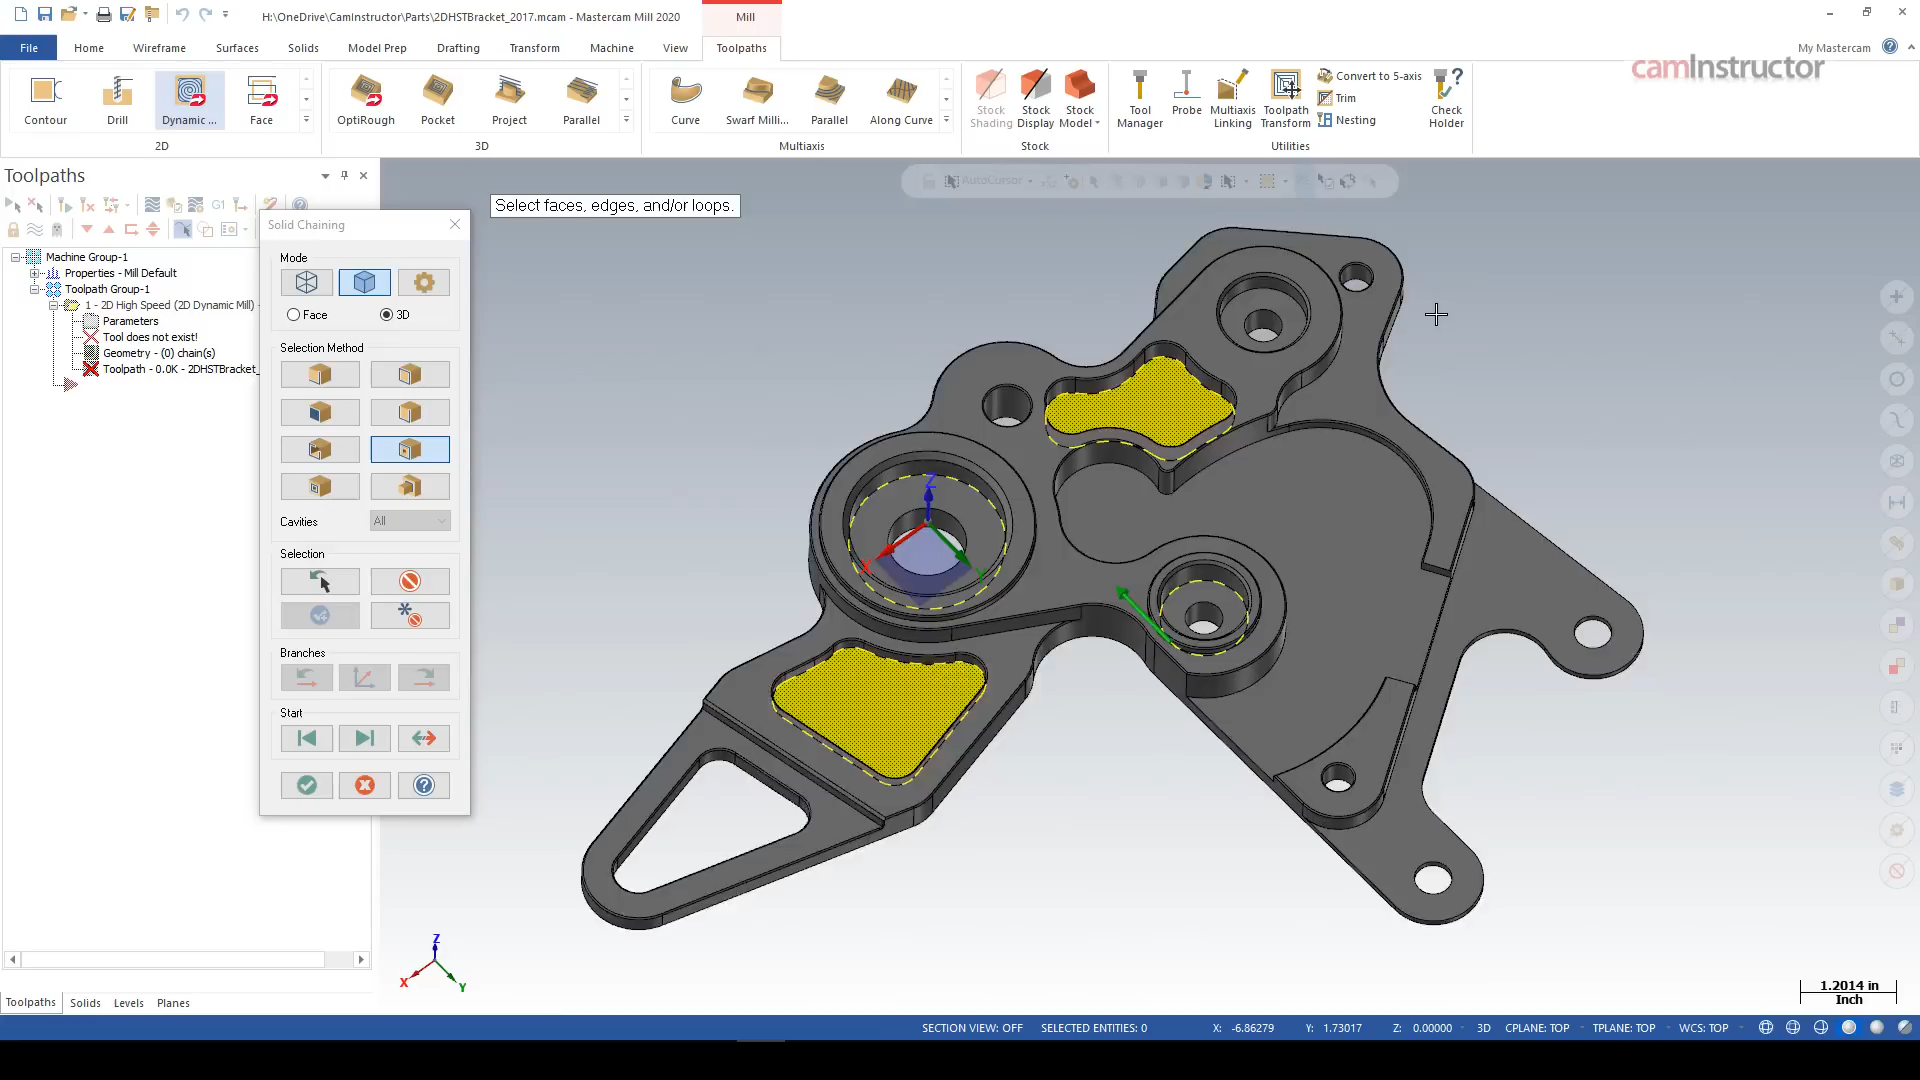 H:\OneDrive\CamInstructor\Parts\2DHSTBracket_2017.mcam - Mastercam Mill 2020
Mill
File
Home
Wireframe
Surfaces
Solids
Model Prep
Drafting
Transform
Machine
View
Toolpaths
My Mastercam
camInstructor
Contour
Drill
Dynamic ...
Face
2D
OptiRough
Pocket
Project
Parallel
3D
Curve
Swarf Milli...
Parallel
Along Curve
Multiaxis
Stock Shading
Stock Display
Stock Model
Stock
Tool Manager
Probe
Multiaxis Linking
Toolpath Transform
Convert to 5-axis
Trim
Nesting
Check Holder
Utilities
Toolpaths
G1
Machine Group-1
Properties - Mill Default
Toolpath Group-1
1 - 2D High Speed (2D Dynamic Mill) -
Parameters
Tool does not exist!
Geometry - (0) chain(s)
Toolpath - 0.0K - 2DHSTBracket_
Solid Chaining
Mode
Face
3D
Selection Method
Cavities
All
Selection
Branches
Start
AutoCursor
Select faces, edges, and/or loops.
Z
X
Y
Z
X
Y
1.2014 in
Inch
Toolpaths
Solids
Levels
Planes
SECTION VIEW: OFF
SELECTED ENTITIES: 0
X: -6.86279
Y: 1.73017
Z: 0.00000
3D
CPLANE: TOP
TPLANE: TOP
WCS: TOP